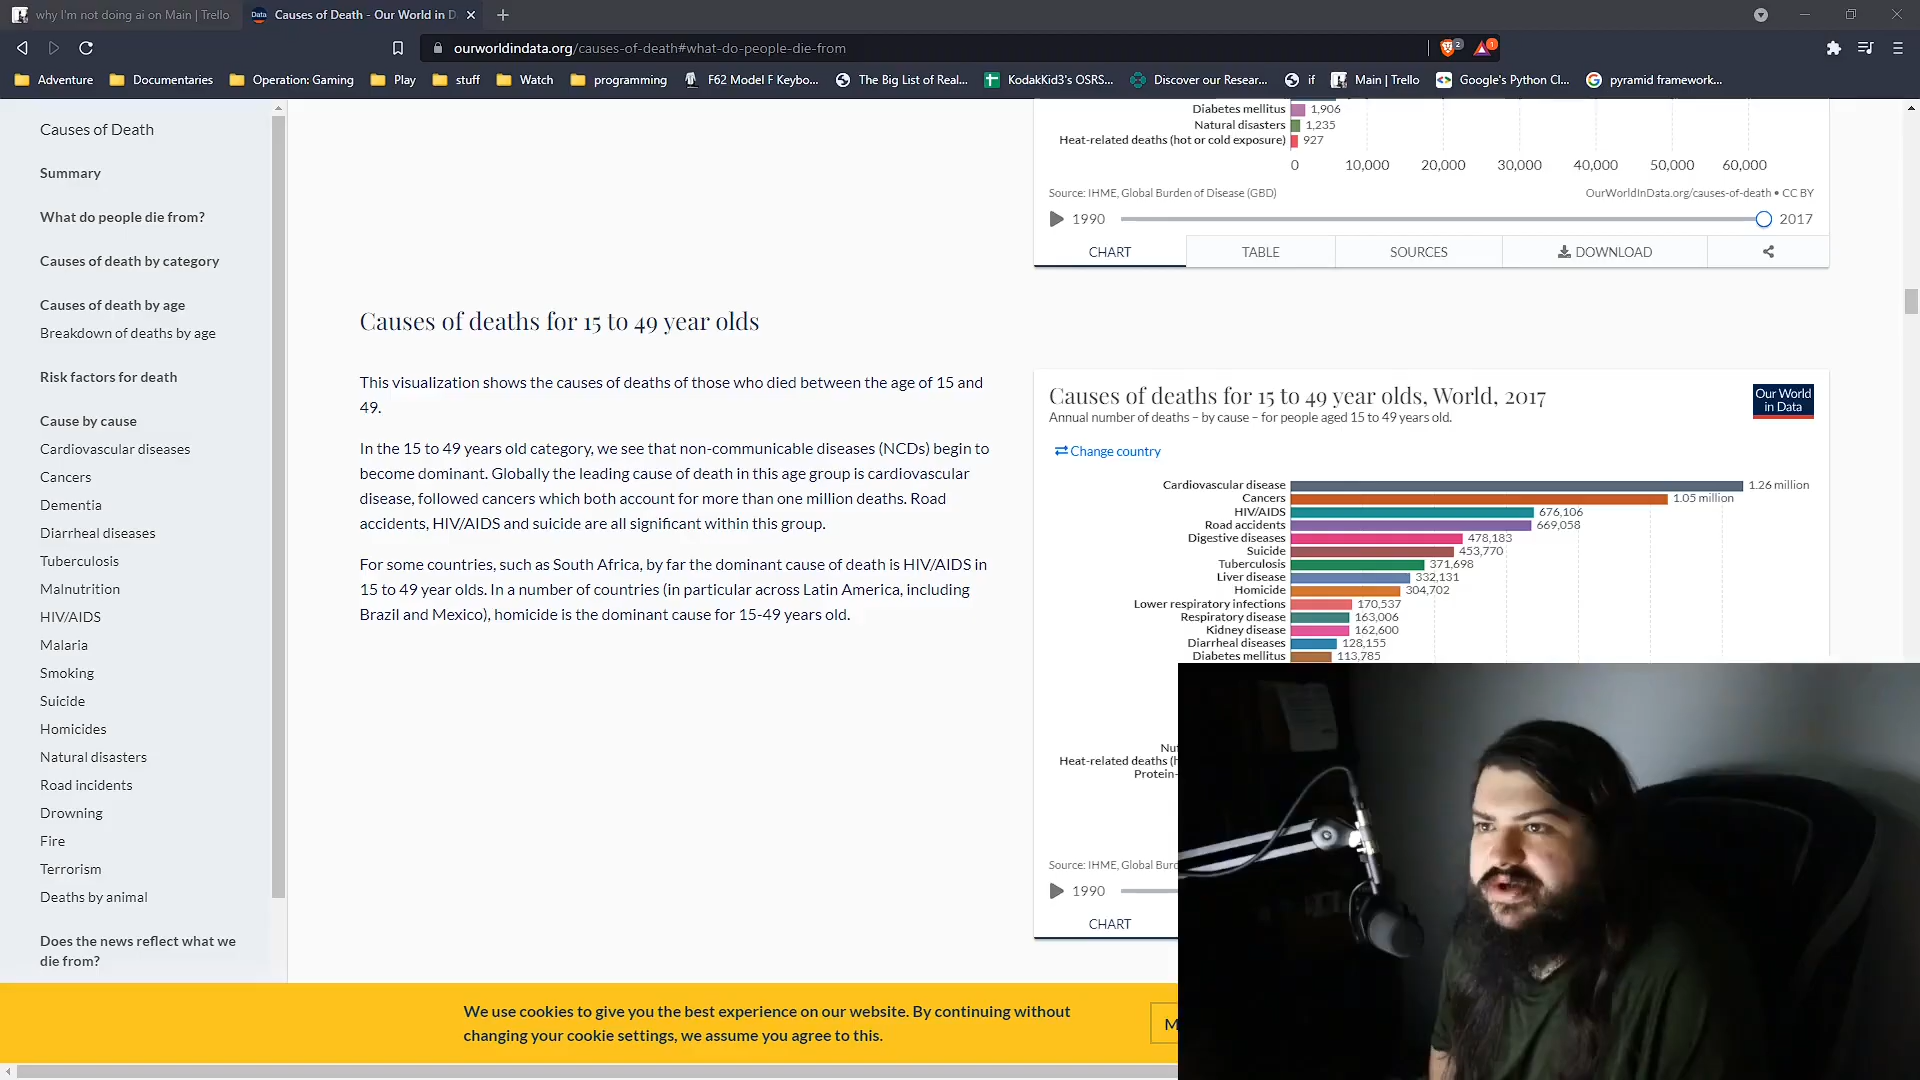 why I'm not doing ai on Main | Trello
Causes of Death - Our World in D
ourworldindata.org/causes-of-death#what-do-people-die-from
2
1
Adventure
Documentaries
Operation: Gaming
Play
stuff
Watch
programming
F62 Model F Keybo...
The Big List of Real...
KodakKid3's OSRS...
Discover our Resear...
if
Main | Trello
Google's Python Cl...
pyramid framework...
Causes of Death
Summary
What do people die from?
Causes of death by category
Causes of death by age
Breakdown of deaths by age
Risk factors for death
Cause by cause
Cardiovascular diseases
Cancers
Dementia
Diarrheal diseases
Tuberculosis
Malnutrition
HIV/AIDS
Malaria
Smoking
Suicide
Homicides
Natural disasters
Road incidents
Drowning
Fire
Terrorism
Deaths by animal
Does the news reflect what we
die from?
Diabetes mellitus 1,906
Natural disasters 1,235
Heat-related deaths (hot or cold exposure) 927
0 10,000 20,000 30,000 40,000 50,000 60,000
Source: IHME, Global Burden of Disease (GBD)
OurWorldInData.org/causes-of-death • CC BY
1990
2017
CHART
TABLE
SOURCES
DOWNLOAD
Causes of deaths for 15 to 49 year olds
This visualization shows the causes of deaths of those who died between the age of 15 and
49.
In the 15 to 49 years old category, we see that non-communicable diseases (NCDs) begin to
become dominant. Globally the leading cause of death in this age group is cardiovascular
disease, followed cancers which both account for more than one million deaths. Road
accidents, HIV/AIDS and suicide are all significant within this group.
For some countries, such as South Africa, by far the dominant cause of death is HIV/AIDS in
15 to 49 year olds. In a number of countries (in particular across Latin America, including
Brazil and Mexico), homicide is the dominant cause for 15-49 years old.
Causes of deaths for 15 to 49 year olds, World, 2017
Annual number of deaths – by cause – for people aged 15 to 49 years old.
Our World
in Data
Change country
Cardiovascular disease 1.26 million
Cancers 1.05 million
HIV/AIDS 676,106
Road accidents 669,058
Digestive diseases 478,183
Suicide 453,770
Tuberculosis 371,698
Liver disease 332,131
Homicide 304,702
Lower respiratory infections 170,537
Respiratory disease 163,006
Kidney disease 162,600
Diarrheal diseases 128,155
Diabetes mellitus 113,785
Nu
Heat-related deaths (h
Protein-
Source: IHME, Global Burd
1990
CHART
We use cookies to give you the best experience on our website. By continuing without
changing your cookie settings, we assume you agree to this.
M